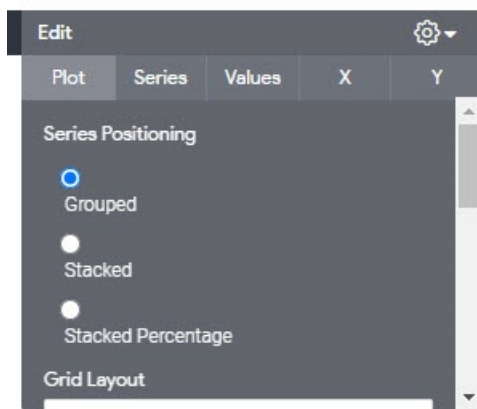 Edit
Plot Series Values X Y
Series Positioning
Grouped
Stacked
Stacked Percentage
Grid Layout